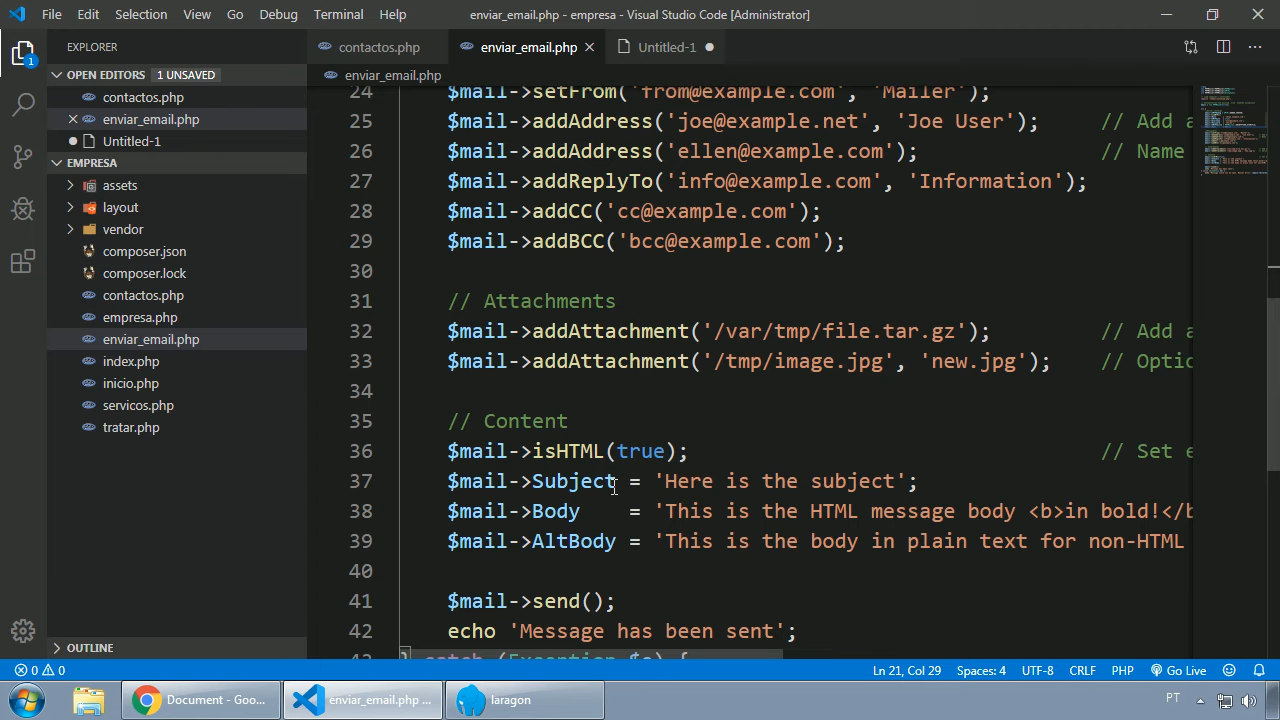 File Edit Selection View Go Debug Terminal Help
enviar_email.php - empresa - Visual Studio Code [Administrator]
EXPLORER
contactos.php
enviar_email.php
Untitled-1
OPEN EDITORS 1 UNSAVED
contactos.php
enviar_email.php
Untitled-1
EMPRESA
assets
layout
vendor
composer.json
composer.lock
contactos.php
empresa.php
enviar_email.php
index.php
inicio.php
servicos.php
tratar.php
OUTLINE
enviar_email.php
24 $mail->setFrom('from@example.com', 'Mailer');
25 $mail->addAddress('joe@example.net', 'Joe User'); // Add a
26 $mail->addAddress('ellen@example.com'); // Name
27 $mail->addReplyTo('info@example.com', 'Information');
28 $mail->addCC('cc@example.com');
29 $mail->addBCC('bcc@example.com');
30
31 // Attachments
32 $mail->addAttachment('/var/tmp/file.tar.gz'); // Add a
33 $mail->addAttachment('/tmp/image.jpg', 'new.jpg'); // Optio
34
35 // Content
36 $mail->isHTML(true); // Set e
37 $mail->Subject = 'Here is the subject';
38 $mail->Body = 'This is the HTML message body <b>in bold!</b
39 $mail->AltBody = 'This is the body in plain text for non-HTML
40
41 $mail->send();
42 echo 'Message has been sent';
43 } catch (Exception $e) {
0 0
Ln 21, Col 29 Spaces: 4 UTF-8 CRLF PHP Go Live
Document - Goo...
enviar_email.php ...
laragon
PT